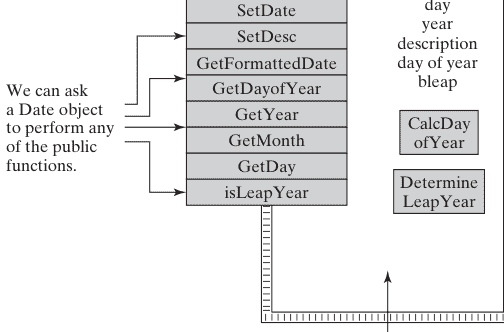 SetDate
SetDesc
GetFormattedDate
GetDayofYear
GetYear
GetMonth
GetDay
isLeapYear
We can ask
a Date object
to perform any
of the public
functions.
day
year
description
day of year
bleap
CalcDay
ofYear
Determine
LeapYear